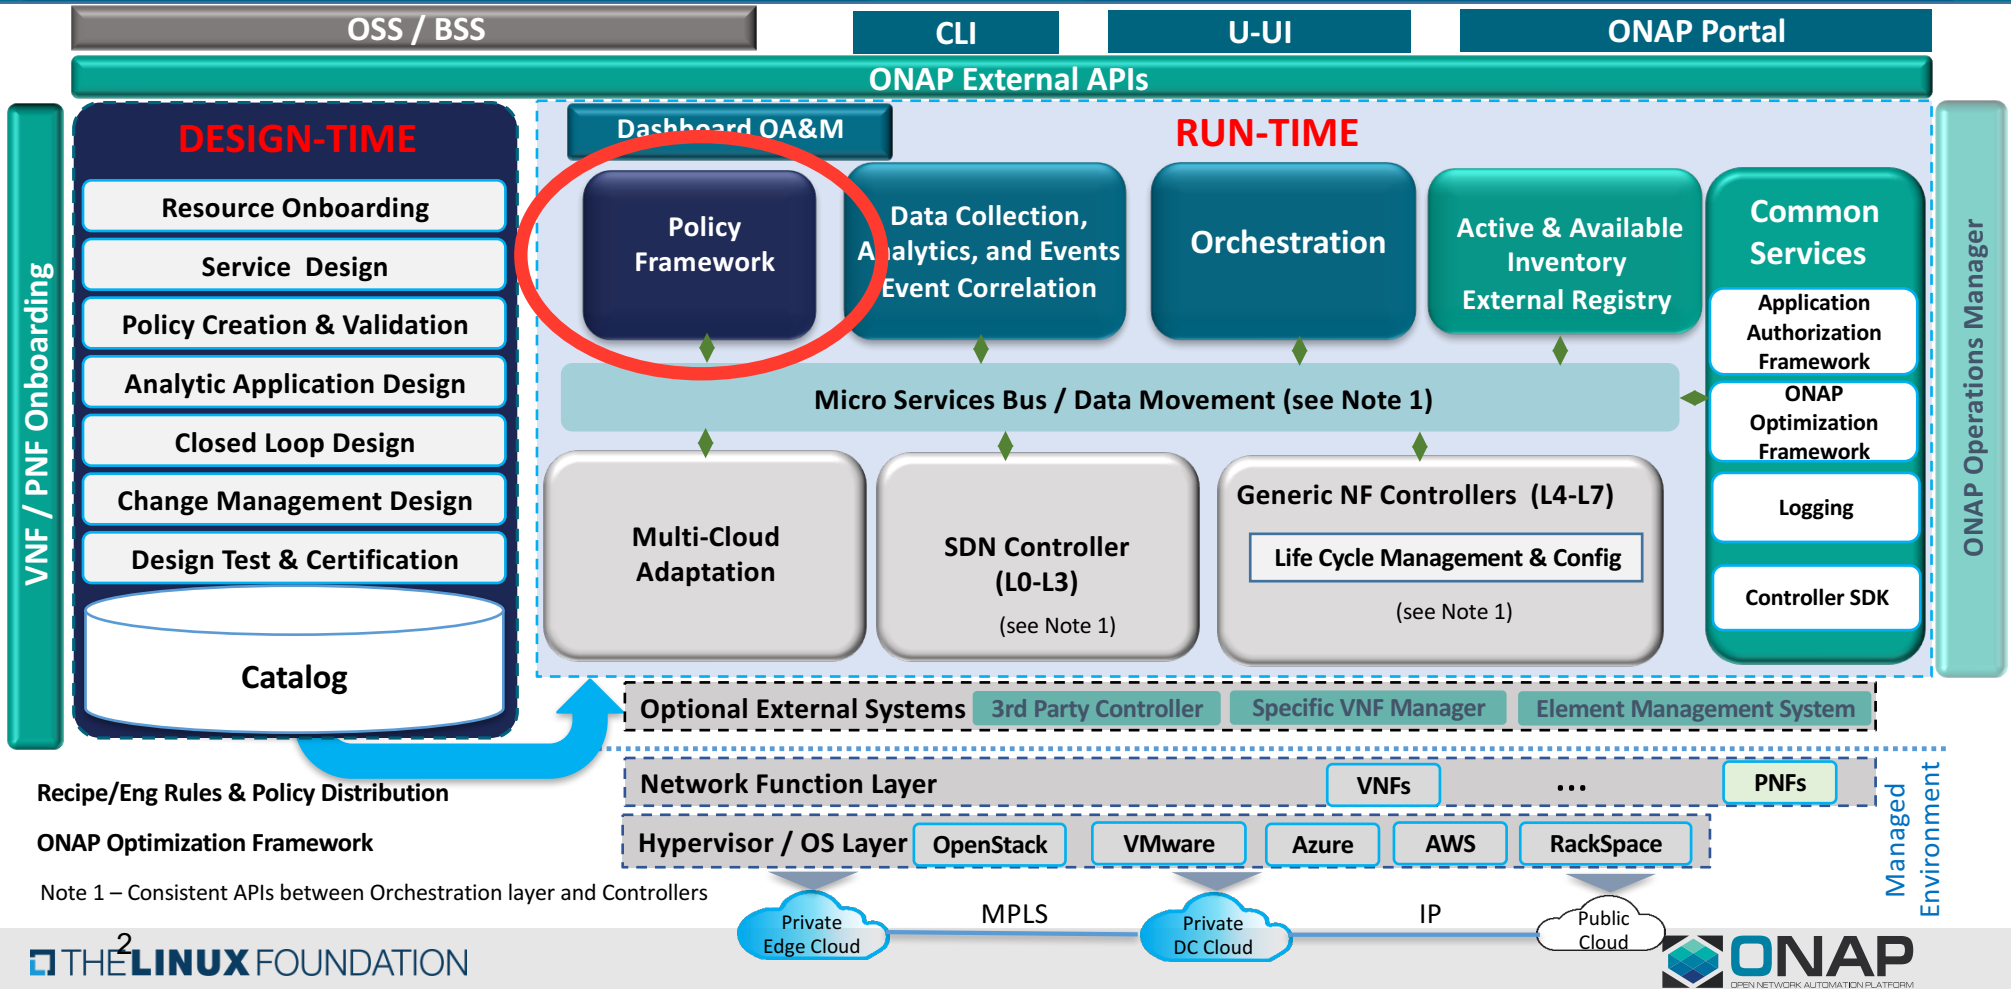 OSS / BSS
CLI
U-UI
ONAP Portal
ONAP External APIs
VNF / PNF Onboarding
DESIGN-TIME
Resource Onboarding
Service Design
Policy Creation & Validation
Analytic Application Design
Closed Loop Design
Change Management Design
Design Test & Certification
Catalog
Dashboard OA&M
RUN-TIME
Policy
Framework
Data Collection,
Analytics, and Events
Event Correlation
Orchestration
Active & Available
Inventory
External Registry
Common
Services
Application
Authorization
Framework
ONAP
Optimization
Framework
Logging
Controller SDK
ONAP Operations Manager
Micro Services Bus / Data Movement (see Note 1)
Multi-Cloud
Adaptation
SDN Controller
(L0-L3)
(see Note 1)
Generic NF Controllers (L4-L7)
Life Cycle Management & Config
(see Note 1)
Optional External Systems
3rd Party Controller
Specific VNF Manager
Element Management System
Network Function Layer
VNFs
...
PNFs
Hypervisor / OS Layer
OpenStack
VMware
Azure
AWS
RackSpace
Managed
Environment
Recipe/Eng Rules & Policy Distribution
ONAP Optimization Framework
Note 1 – Consistent APIs between Orchestration layer and Controllers
Private
Edge Cloud
MPLS
Private
DC Cloud
IP
Public
Cloud
2
THE LINUX FOUNDATION
ONAP
OPEN NETWORK AUTOMATION PLATFORM